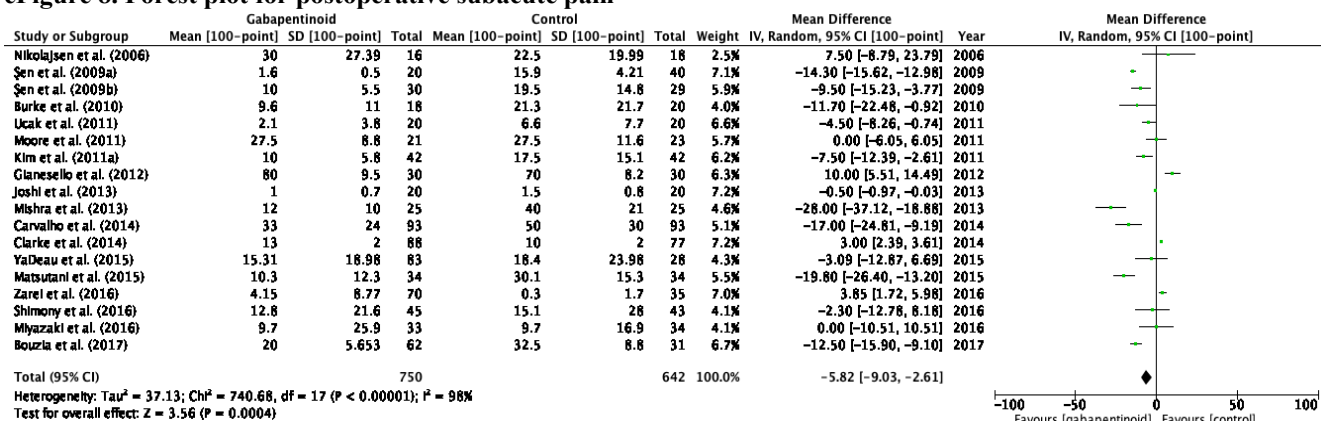 eFigure 8. Forest plot for postoperative subacute pain
Gabapentinoid Control Mean Difference Mean Difference
Study or Subgroup Mean [100-point] SD [100-point] Total Mean [100-point] SD [100-point] Total Weight IV, Random, 95% CI [100-point] Year IV, Random, 95% CI [100-point]
Nikolajsen et al. (2006) 30 27.39 16 22.5 19.99 18 2.5% 7.50 [-8.79, 23.79] 2006
Şen et al. (2009a) 1.6 0.5 20 15.9 4.21 40 7.1% -14.30 [-15.62, -12.98] 2009
Şen et al. (2009b) 10 5.5 30 19.5 14.8 29 5.9% -9.50 [-15.23, -3.77] 2009
Burke et al. (2010) 9.6 11 18 21.3 21.7 20 4.0% -11.70 [-22.48, -0.92] 2010
Ucak et al. (2011) 2.1 3.8 20 6.6 7.7 20 6.6% -4.50 [-8.26, -0.74] 2011
Moore et al. (2011) 27.5 8.8 21 27.5 11.6 23 5.7% 0.00 [-6.05, 6.05] 2011
Kim et al. (2011a) 10 5.8 42 17.5 15.1 42 6.2% -7.50 [-12.39, -2.61] 2011
Gianesello et al. (2012) 80 9.5 30 70 8.2 30 6.3% 10.00 [5.51, 14.49] 2012
Joshi et al. (2013) 1 0.7 20 1.5 0.8 20 7.2% -0.50 [-0.97, -0.03] 2013
Mishra et al. (2013) 12 10 25 40 21 25 4.6% -28.00 [-37.12, -18.88] 2013
Carvalho et al. (2014) 33 24 93 50 30 93 5.1% -17.00 [-24.81, -9.19] 2014
Clarke et al. (2014) 13 2 88 10 2 77 7.2% 3.00 [2.39, 3.61] 2014
YaDeau et al. (2015) 15.31 18.98 83 18.4 23.98 28 4.3% -3.09 [-12.87, 6.69] 2015
Matsutani et al. (2015) 10.3 12.3 34 30.1 15.3 34 5.5% -19.80 [-26.40, -13.20] 2015
Zarei et al. (2016) 4.15 8.77 70 0.3 1.7 35 7.0% 3.85 [1.72, 5.98] 2016
Shimony et al. (2016) 12.8 21.6 45 15.1 28 43 4.1% -2.30 [-12.78, 8.18] 2016
Miyazaki et al. (2016) 9.7 25.9 33 9.7 16.9 34 4.1% 0.00 [-10.51, 10.51] 2016
Bouzia et al. (2017) 20 5.653 62 32.5 8.8 31 6.7% -12.50 [-15.90, -9.10] 2017
Total (95% CI) 750 642 100.0% -5.82 [-9.03, -2.61]
Heterogeneity: Tau² = 37.13; Chi² = 740.68, df = 17 (P < 0.00001); I² = 98%
Test for overall effect: Z = 3.56 (P = 0.0004)
-100 -50 0 50 100
Favours [gabapentinoid] Favours [control]